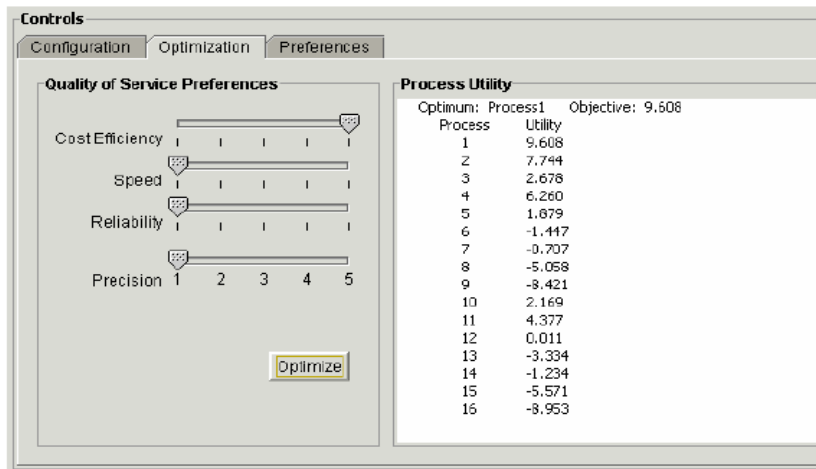 Controls
Configuration Optimization Preferences
Quality of Service Preferences
Cost Efficiency
Speed
Reliability
Precision 1 2 3 4 5
Optimize
Process Utility
Optimum: Process1 Objective: 9.608
Process Utility
1 9.608
2 7.744
3 2.678
4 6.260
5 1.879
6 -1.447
7 -0.707
8 -5.058
9 -8.421
10 2.169
11 4.377
12 0.011
13 -3.334
14 -1.234
15 -5.571
16 -8.953